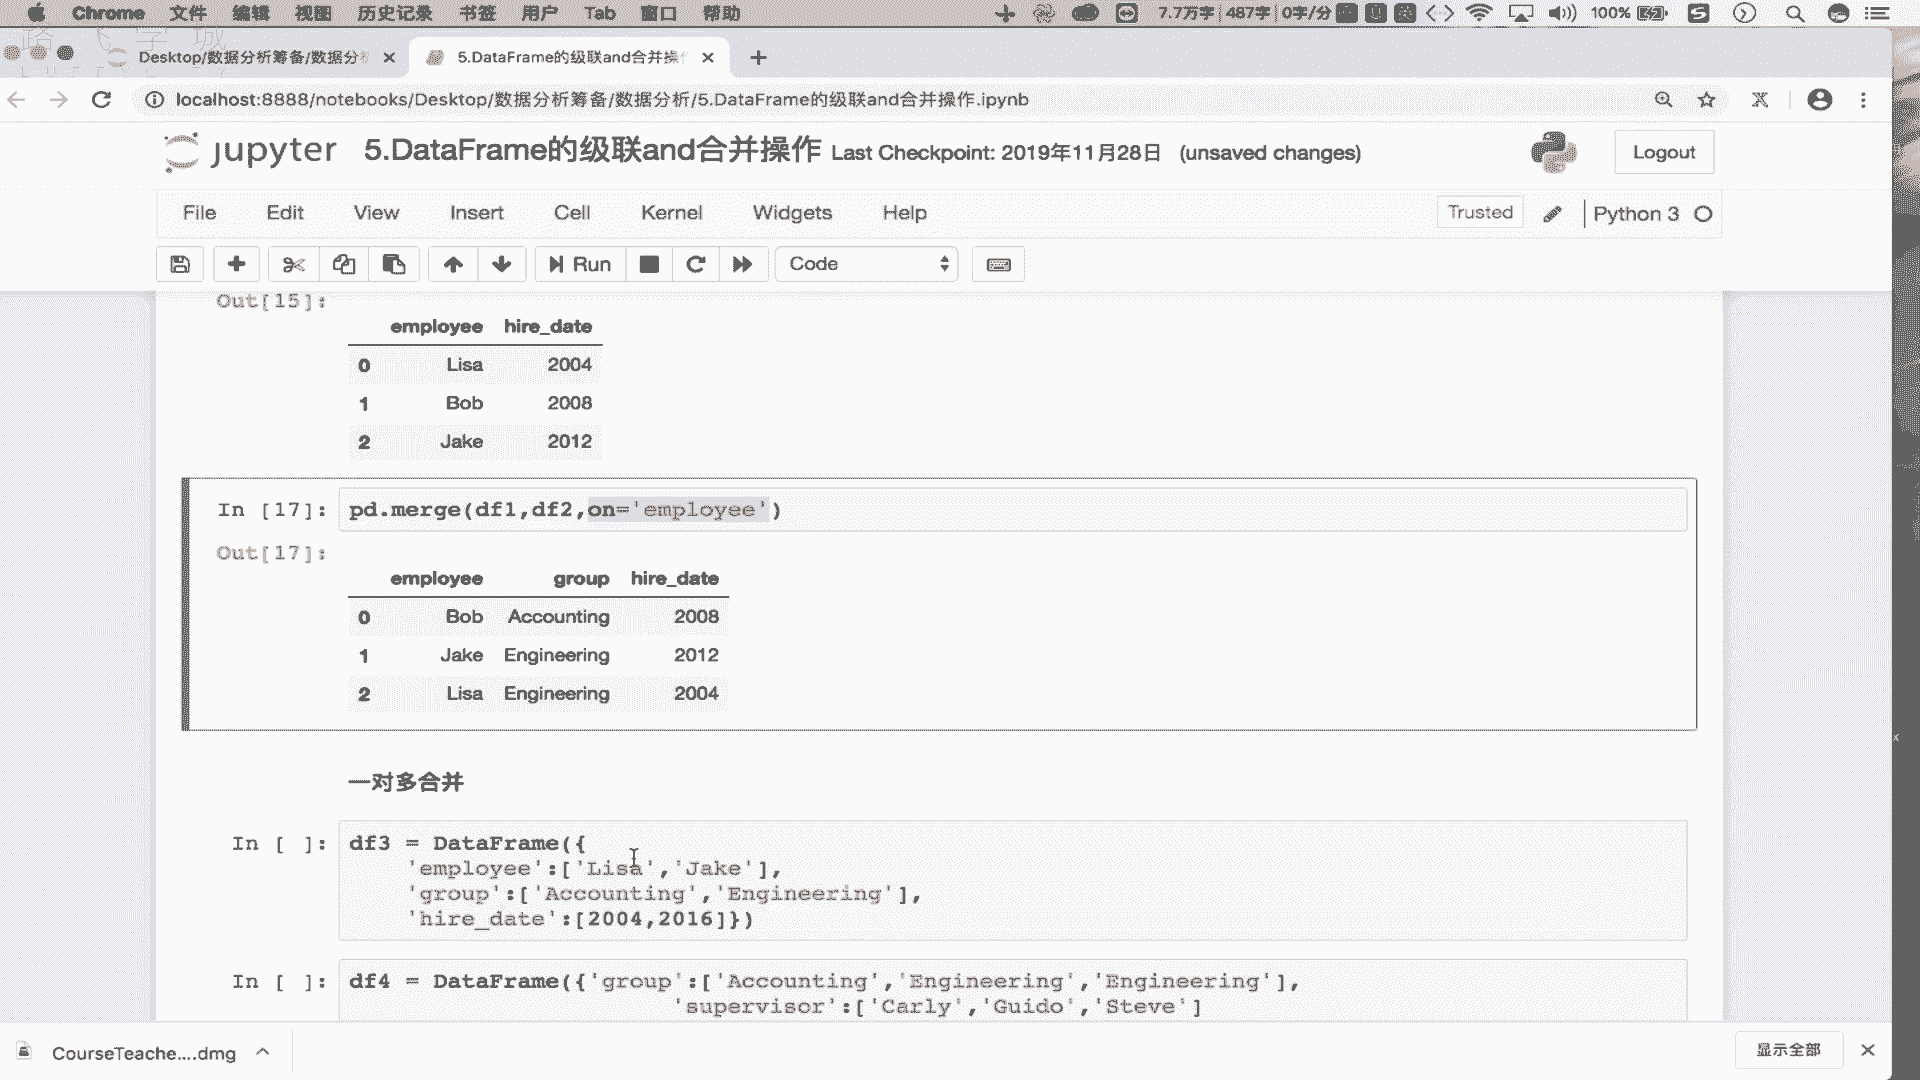 Chrome 文件 编辑 视图 历史记录 书签 用户 Tab 窗口 帮助 7.7万字 487字 0字/分 100%
Desktop/数据分析筹备/数据分析
5.DataFrame的级联and合并操
localhost:8888/notebooks/Desktop/数据分析筹备/数据分析/5.DataFrame的级联and合并操作.ipynb
jupyter 5.DataFrame的级联and合并操作 Last Checkpoint: 2019年11月28日 (unsaved changes)
Logout
File Edit View Insert Cell Kernel Widgets Help
Trusted Python 3
Run Code
Out[15]:
employee hire_date
0 Lisa 2004
1 Bob 2008
2 Jake 2012
In [17]: pd.merge(df1,df2,on='employee')
Out[17]:
employee group hire_date
0 Bob Accounting 2008
1 Jake Engineering 2012
2 Lisa Engineering 2004
一对多合并
In [ ]: df3 = DataFrame({
'employee':['Lisa','Jake'],
'group':['Accounting','Engineering'],
'hire_date':[2004,2016]})
In [ ]: df4 = DataFrame({'group':['Accounting','Engineering','Engineering'],
'supervisor':['Carly','Guido','Steve']
CourseTeache....dmg
显示全部